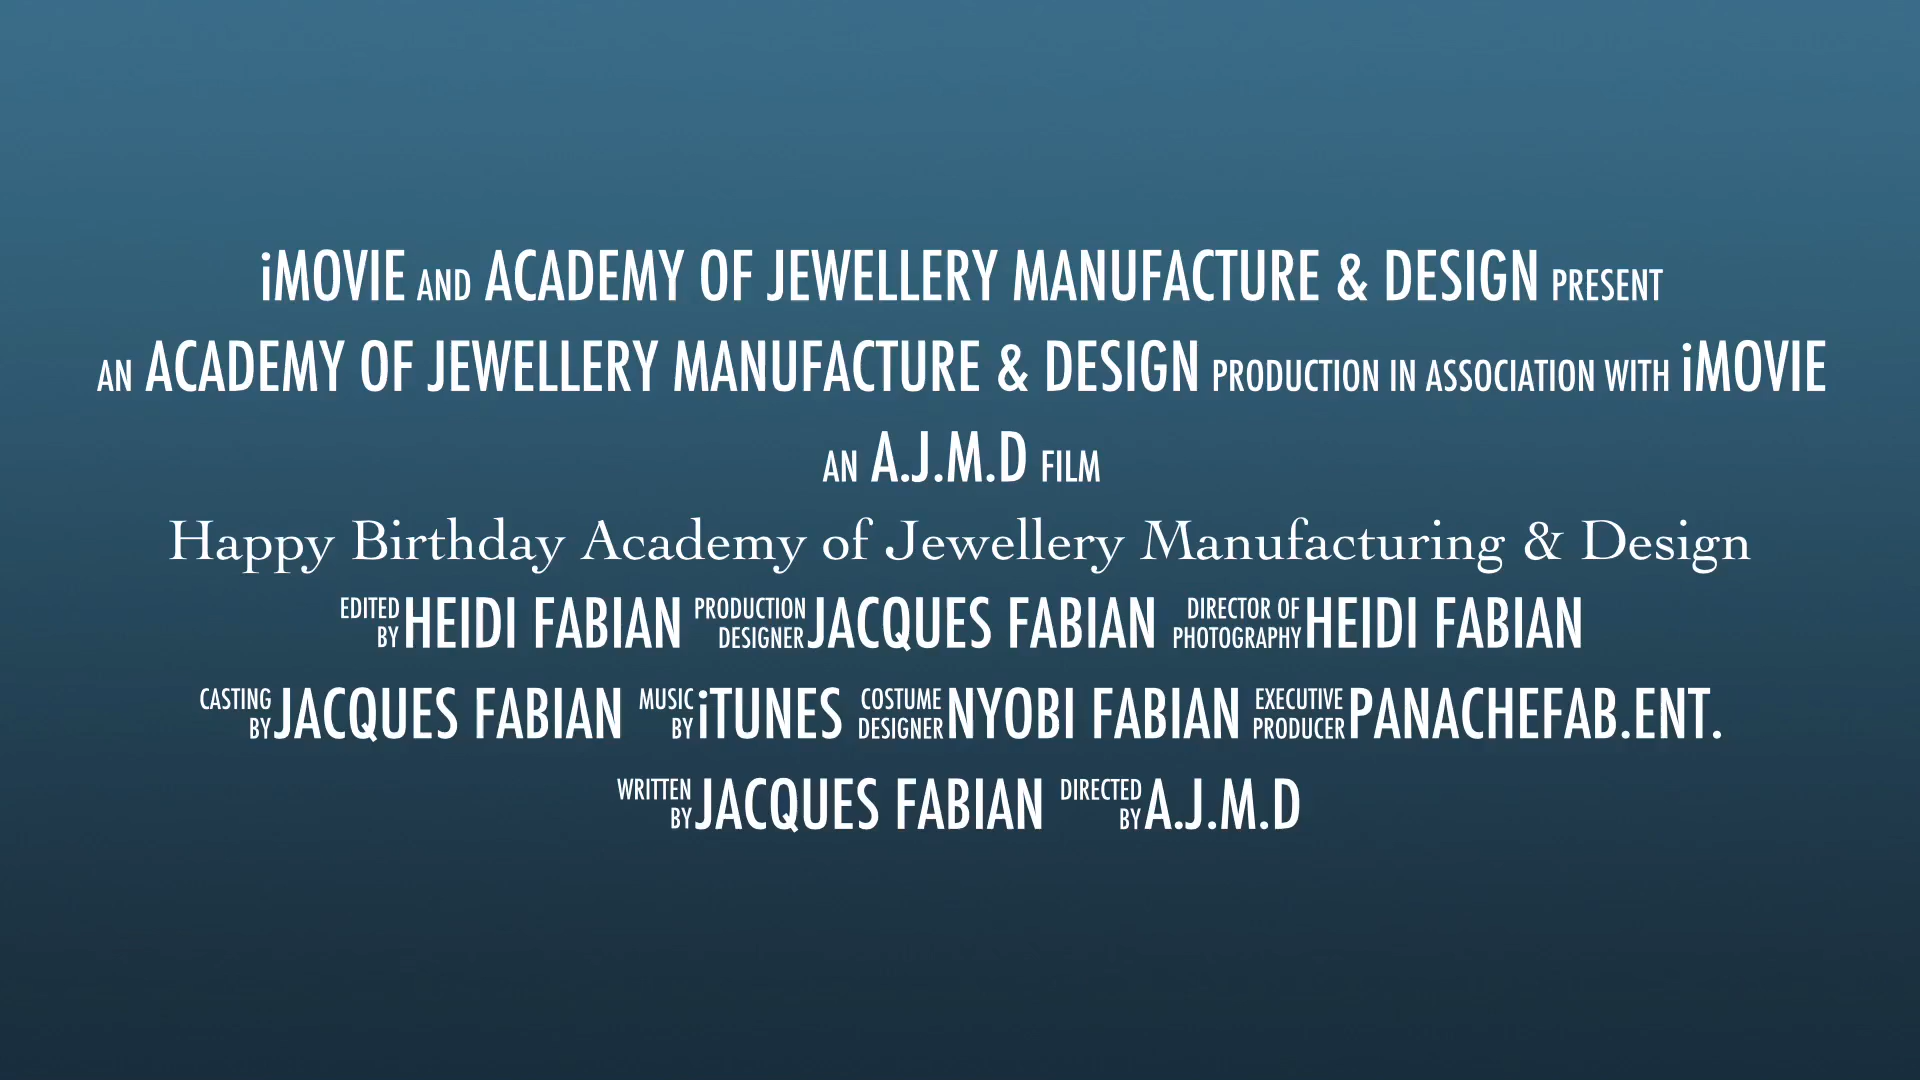 iMOVIE AND ACADEMY OF JEWELLERY MANUFACTURE & DESIGN PRESENT
AN ACADEMY OF JEWELLERY MANUFACTURE & DESIGN PRODUCTION IN ASSOCIATION WITH iMOVIE
AN A.J.M.D FILM
Happy Birthday Academy of Jewellery Manufacturing & Design
EDITED BY HEIDI FABIAN PRODUCTION DESIGNER JACQUES FABIAN DIRECTOR OF PHOTOGRAPHY HEIDI FABIAN
CASTING BY JACQUES FABIAN MUSIC BY iTUNES COSTUME DESIGNER NYOBI FABIAN EXECUTIVE PRODUCER PANACHEFAB.ENT.
WRITTEN BY JACQUES FABIAN DIRECTED BY A.J.M.D